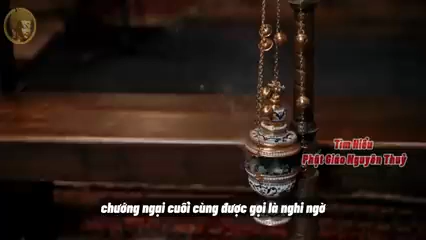 Tìm Hiểu
Phật Giáo Nguyên Thuỷ
chướng ngại cuối cùng được gọi là nghi ngờ